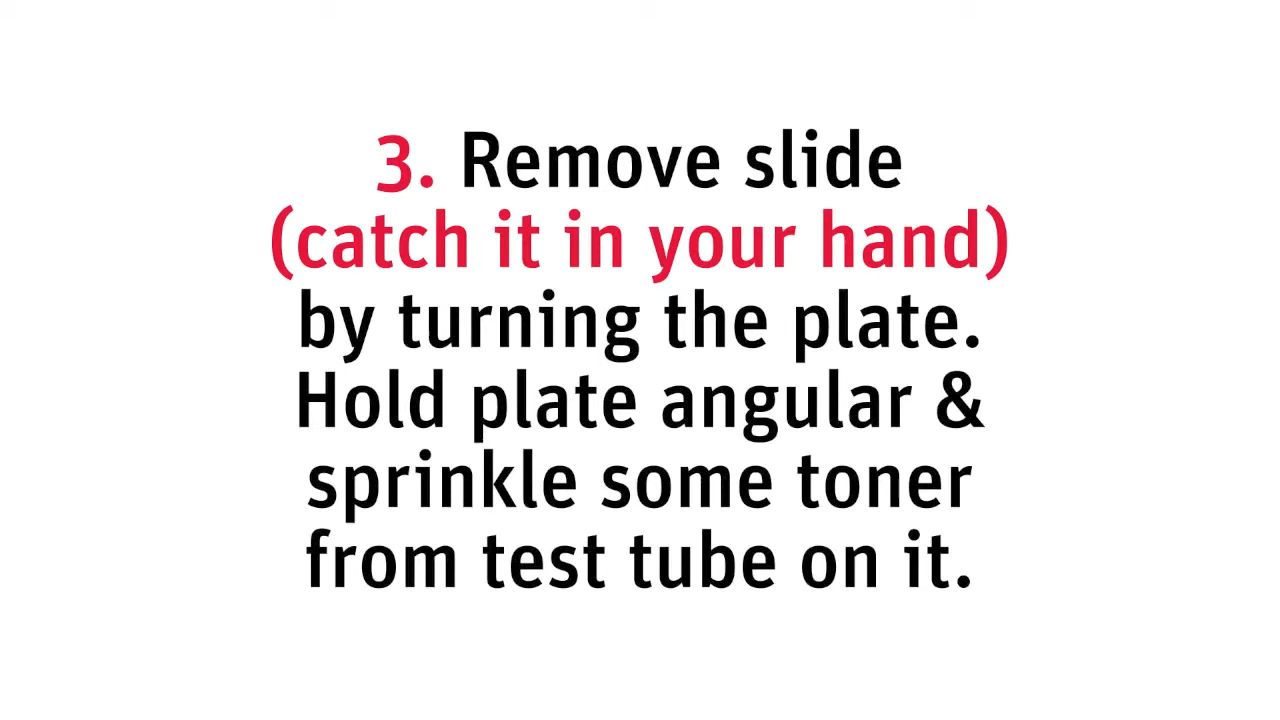 3. Remove slide
(catch it in your hand)
by turning the plate.
Hold plate angular &
sprinkle some toner
from test tube on it.